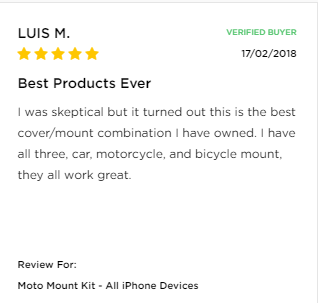 LUIS M.
VERIFIED BUYER
17/02/2018
Best Products Ever
I was skeptical but it turned out this is the best
cover/mount combination I have owned. I have
all three, car, motorcycle, and bicycle mount,
they all work great.
Review For:
Moto Mount Kit - All iPhone Devices